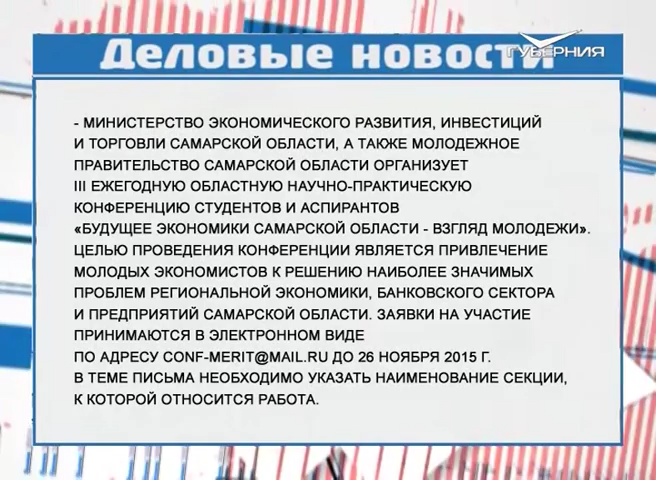 Деловые новости
ГУБЕРНИЯ
- МИНИСТЕРСТВО ЭКОНОМИЧЕСКОГО РАЗВИТИЯ, ИНВЕСТИЦИЙ
И ТОРГОВЛИ САМАРСКОЙ ОБЛАСТИ, А ТАКЖЕ МОЛОДЕЖНОЕ
ПРАВИТЕЛЬСТВО САМАРСКОЙ ОБЛАСТИ ОРГАНИЗУЕТ
III ЕЖЕГОДНУЮ ОБЛАСТНУЮ НАУЧНО-ПРАКТИЧЕСКУЮ
КОНФЕРЕНЦИЮ СТУДЕНТОВ И АСПИРАНТОВ
«БУДУЩЕЕ ЭКОНОМИКИ САМАРСКОЙ ОБЛАСТИ - ВЗГЛЯД МОЛОДЕЖИ».
ЦЕЛЬЮ ПРОВЕДЕНИЯ КОНФЕРЕНЦИИ ЯВЛЯЕТСЯ ПРИВЛЕЧЕНИЕ
МОЛОДЫХ ЭКОНОМИСТОВ К РЕШЕНИЮ НАИБОЛЕЕ ЗНАЧИМЫХ
ПРОБЛЕМ РЕГИОНАЛЬНОЙ ЭКОНОМИКИ, БАНКОВСКОГО СЕКТОРА
И ПРЕДПРИЯТИЙ САМАРСКОЙ ОБЛАСТИ. ЗАЯВКИ НА УЧАСТИЕ
ПРИНИМАЮТСЯ В ЭЛЕКТРОННОМ ВИДЕ
ПО АДРЕСУ CONF-MERIT@MAIL.RU ДО 26 НОЯБРЯ 2015 Г.
В ТЕМЕ ПИСЬМА НЕОБХОДИМО УКАЗАТЬ НАИМЕНОВАНИЕ СЕКЦИИ,
К КОТОРОЙ ОТНОСИТСЯ РАБОТА.